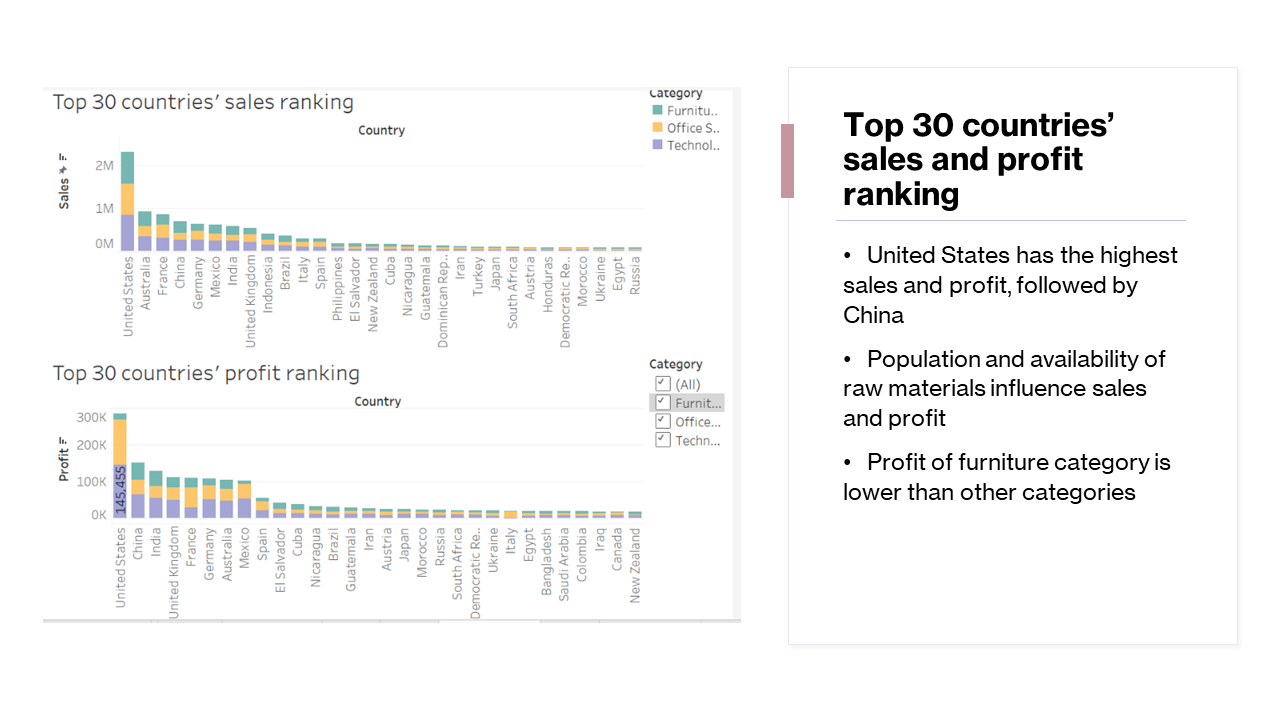 Top 30 countries' sales ranking
Category
Furnitu..
Office S..
Technol..
Country
Sales
2M
1M
0M
United States
Australia
France
China
Germany
Mexico
India
United Kingdom
Indonesia
Brazil
Italy
Spain
Philippines
El Salvador
New Zealand
Cuba
Nicaragua
Guatemala
Dominican Rep..
Iran
Turkey
Japan
South Africa
Austria
Honduras
Democratic Re..
Morocco
Ukraine
Egypt
Russia
Top 30 countries' profit ranking
Category
(All)
Furnit...
Office...
Techn...
Country
Profit
300K
200K
100K
0K
145,455
United States
China
India
United Kingdom
France
Germany
Australia
Mexico
Spain
El Salvador
Cuba
Nicaragua
Brazil
Guatemala
Iran
Austria
Japan
Morocco
Russia
South Africa
Democratic Re..
Ukraine
Italy
Egypt
Bangladesh
Saudi Arabia
Colombia
Iraq
Canada
New Zealand
Top 30 countries'
sales and profit
ranking
• United States has the highest
sales and profit, followed by
China
• Population and availability of
raw materials influence sales
and profit
• Profit of furniture category is
lower than other categories